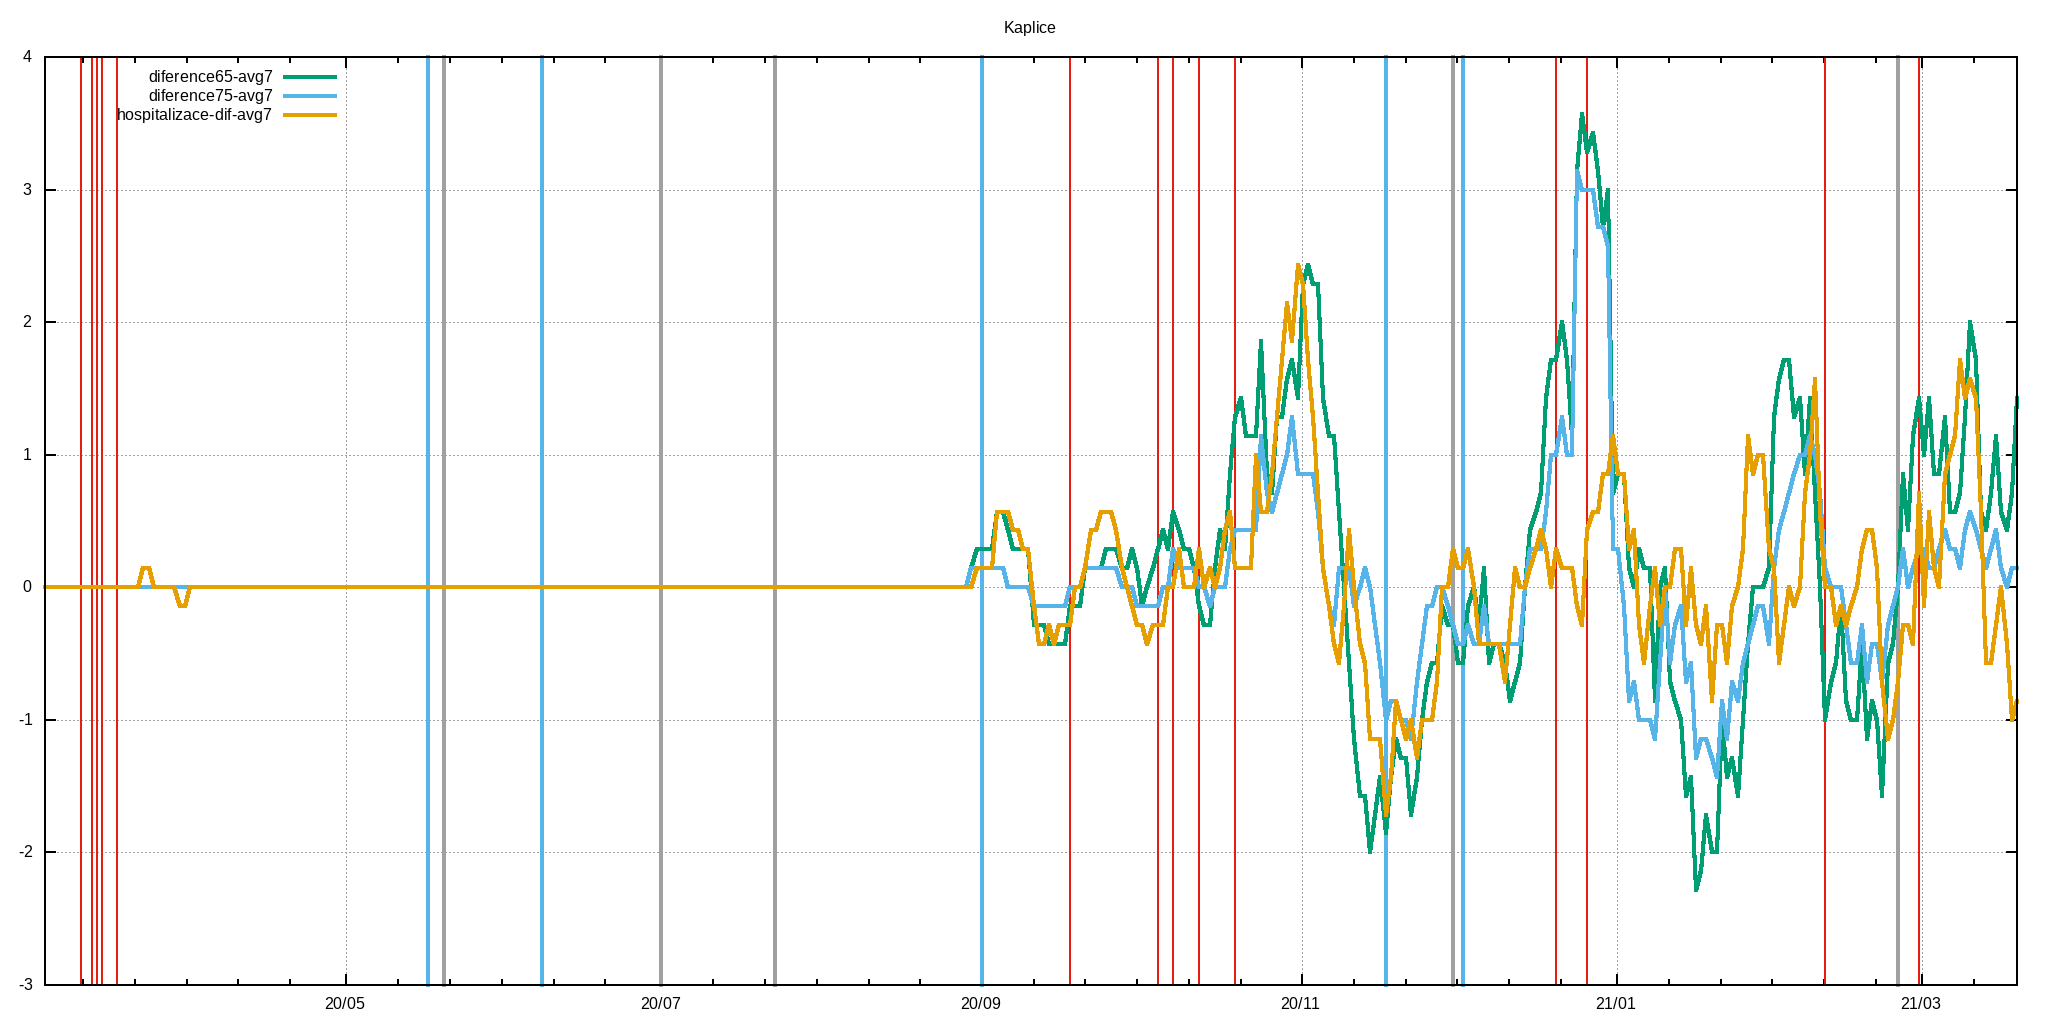 Kaplice
diference65-avg7
diference75-avg7
hospitalizace-dif-avg7
4
3
2
1
0
-1
-2
-3
20/05 20/07 20/09 20/11 21/01 21/03